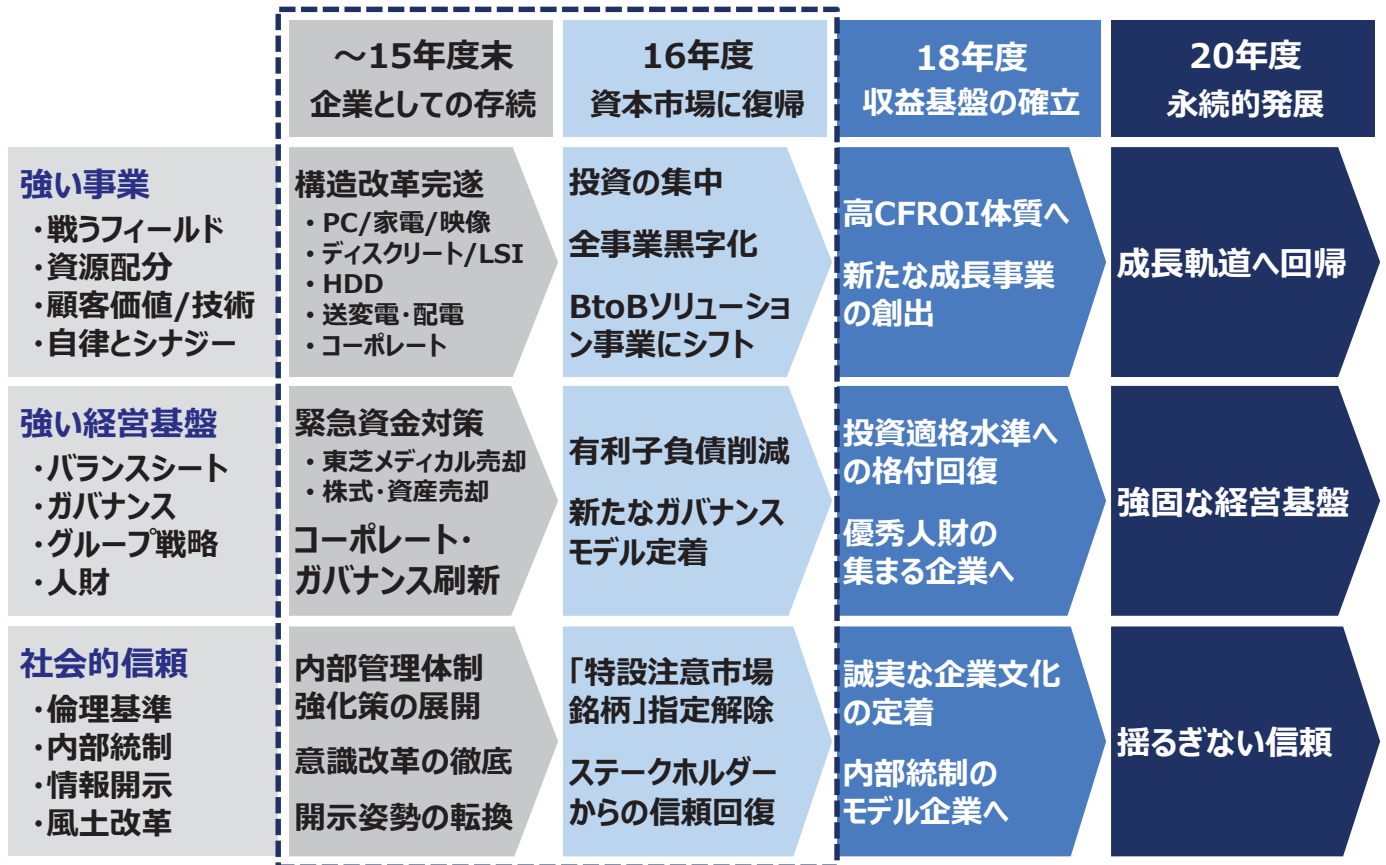 ～15年度末
企業としての存続
16年度
資本市場に復帰
18年度
収益基盤の確立
20年度
永続的発展
強い事業
・戦うフィールド
・資源配分
・顧客価値/技術
・自律とシナジー
構造改革完遂
・PC/家電/映像
・ディスクリート/LSI
・HDD
・送変電・配電
・コーポレート
投資の集中
全事業黒字化
BtoBソリューショ
ン事業にシフト
高CFROI体質へ
新たな成長事業
の創出
成長軌道へ回帰
強い経営基盤
・バランスシート
・ガバナンス
・グループ戦略
・人財
緊急資金対策
・東芝メディカル売却
・株式・資産売却
コーポレート・
ガバナンス刷新
有利子負債削減
新たなガバナンス
モデル定着
投資適格水準へ
の格付回復
優秀人財の
集まる企業へ
強固な経営基盤
社会的信頼
・倫理基準
・内部統制
・情報開示
・風土改革
内部管理体制
強化策の展開
意識改革の徹底
開示姿勢の転換
「特設注意市場
銘柄」指定解除
ステークホルダー
からの信頼回復
誠実な企業文化
の定着
内部統制の
モデル企業へ
揺るぎない信頼